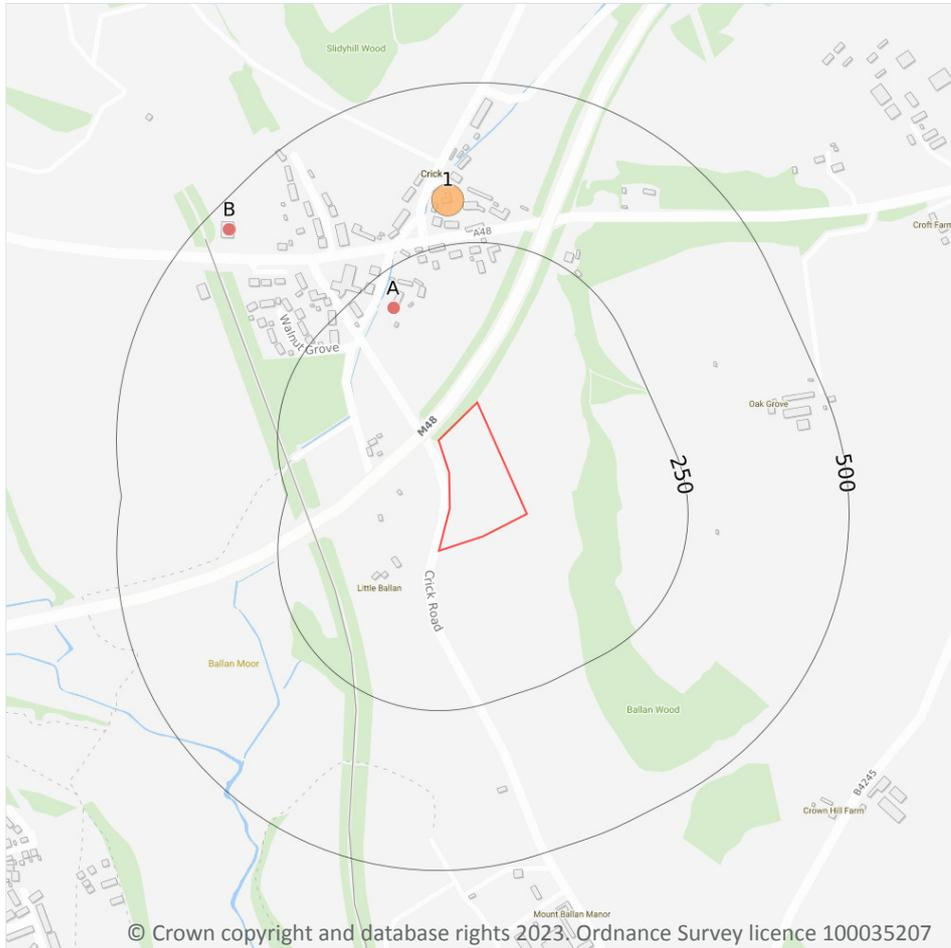 Slidyhill Wood
Crick
1
B
A48
Croft Farm
A
Walnut Grove
Oak Grove
M48
250
500
Little Ballan
Crick Road
Ballan Moor
Ballan Wood
B4245
Crown Hill Farm
Mount Ballan Manor
© Crown copyright and database rights 2023. Ordnance Survey licence 100035207